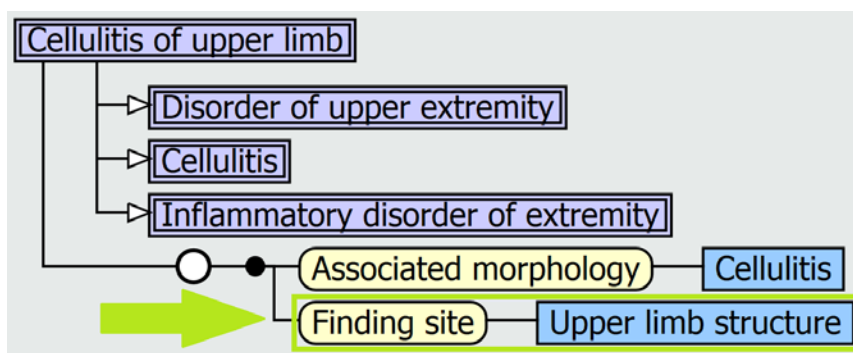 Cellulitis of upper limb
Disorder of upper extremity
Cellulitis
Inflammatory disorder of extremity
Associated morphology Cellulitis
Finding site Upper limb structure